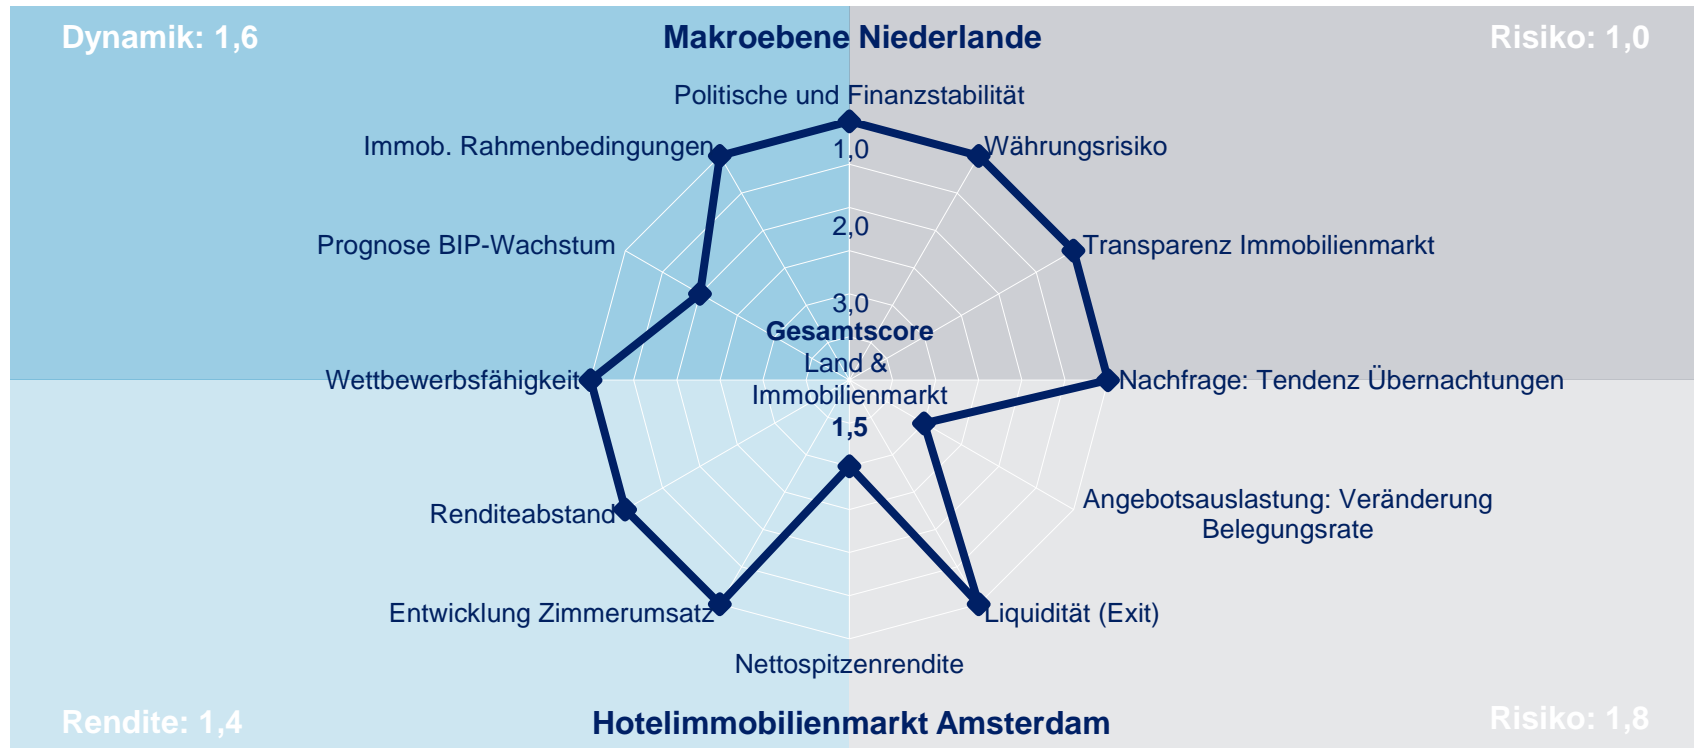 Dynamik: 1,6
Makroebene Niederlande
Risiko: 1,0
Politische und Finanzstabilität
Immob. Rahmenbedingungen
1,0
Währungsrisiko
2,0
Prognose BIP-Wachstum
Transparenz Immobilienmarkt
3,0
Gesamtscore
Land &
Immobilienmarkt
1,5
Wettbewerbsfähigkeit
Nachfrage: Tendenz Übernachtungen
Renditeabstand
Angebotsauslastung: Veränderung
Belegungsrate
Entwicklung Zimmerumsatz
Liquidität (Exit)
Nettospitzenrendite
Rendite: 1,4
Hotelimmobilienmarkt Amsterdam
Risiko: 1,8